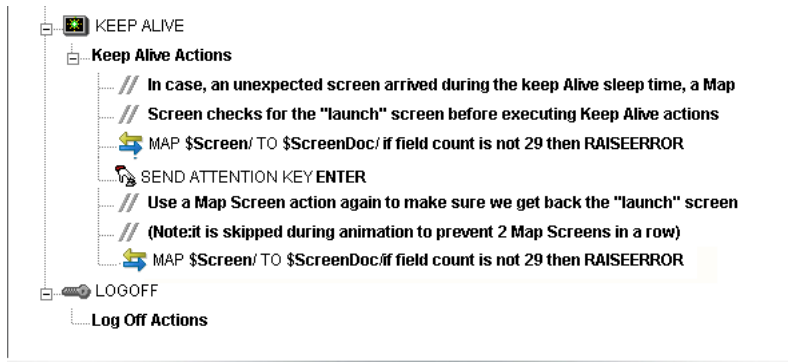 KEEP ALIVE
Keep Alive Actions
// In case, an unexpected screen arrived during the keep Alive sleep time, a Map
// Screen checks for the "launch" screen before executing Keep Alive actions
MAP $Screen/ TO $ScreenDoc/ if field count is not 29 then RAISEERROR
SEND ATTENTION KEY ENTER
// Use a Map Screen action again to make sure we get back the "launch" screen
// (Note:it is skipped during animation to prevent 2 Map Screens in a row)
MAP $Screen/ TO $ScreenDoc/if field count is not 29 then RAISEERROR
LOGOFF
Log Off Actions